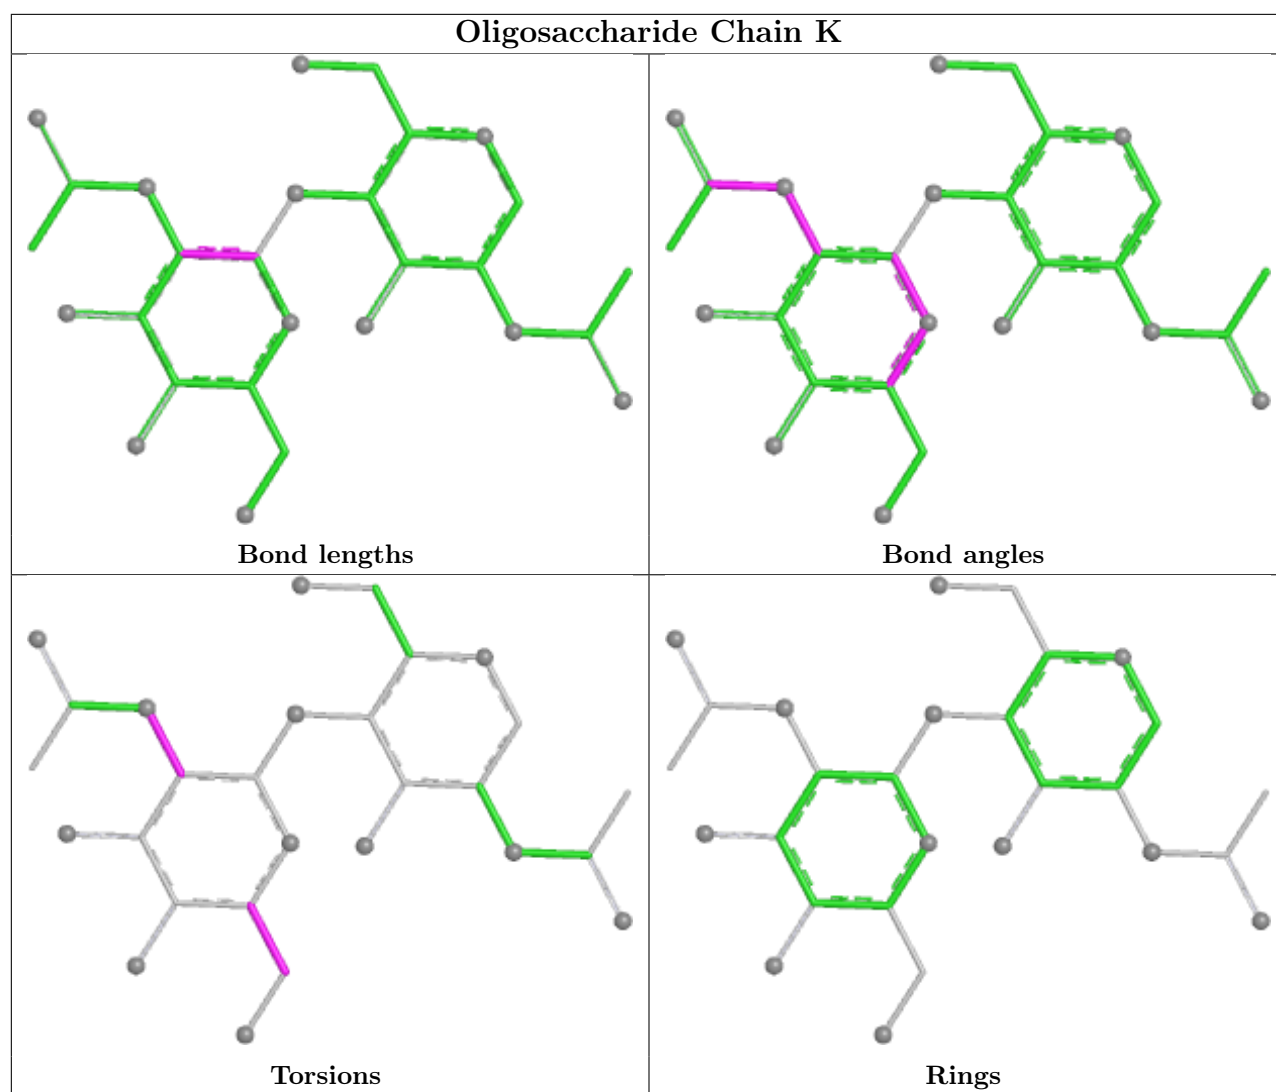 Oligosaccharide Chain K
Bond lengths
Bond angles
Torsions
Rings